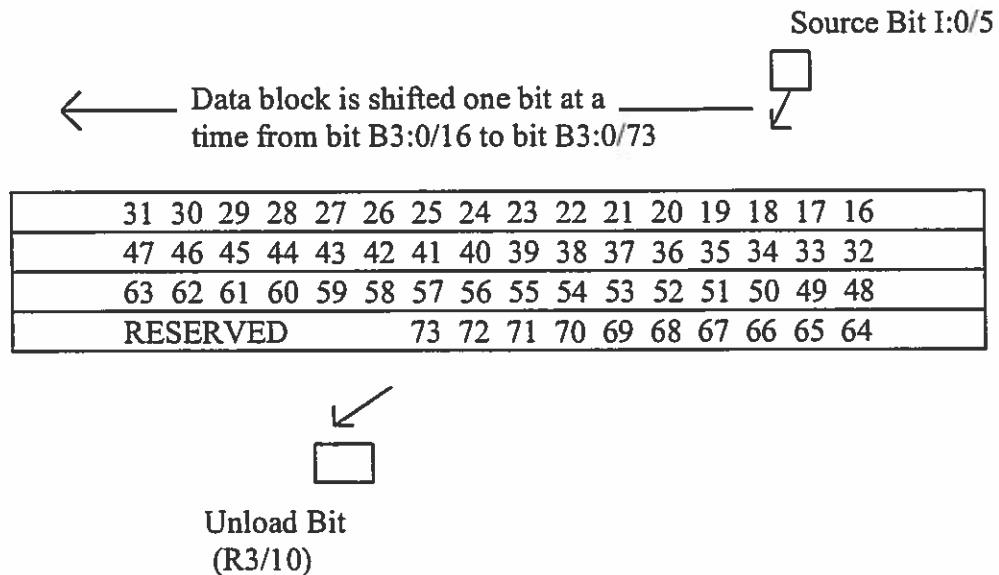 Source Bit I:0/5
Data block is shifted one bit at a
time from bit B3:0/16 to bit B3:0/73
31 30 29 28 27 26 25 24 23 22 21 20 19 18 17 16
47 46 45 44 43 42 41 40 39 38 37 36 35 34 33 32
63 62 61 60 59 58 57 56 55 54 53 52 51 50 49 48
RESERVED 73 72 71 70 69 68 67 66 65 64
Unload Bit
(R3/10)